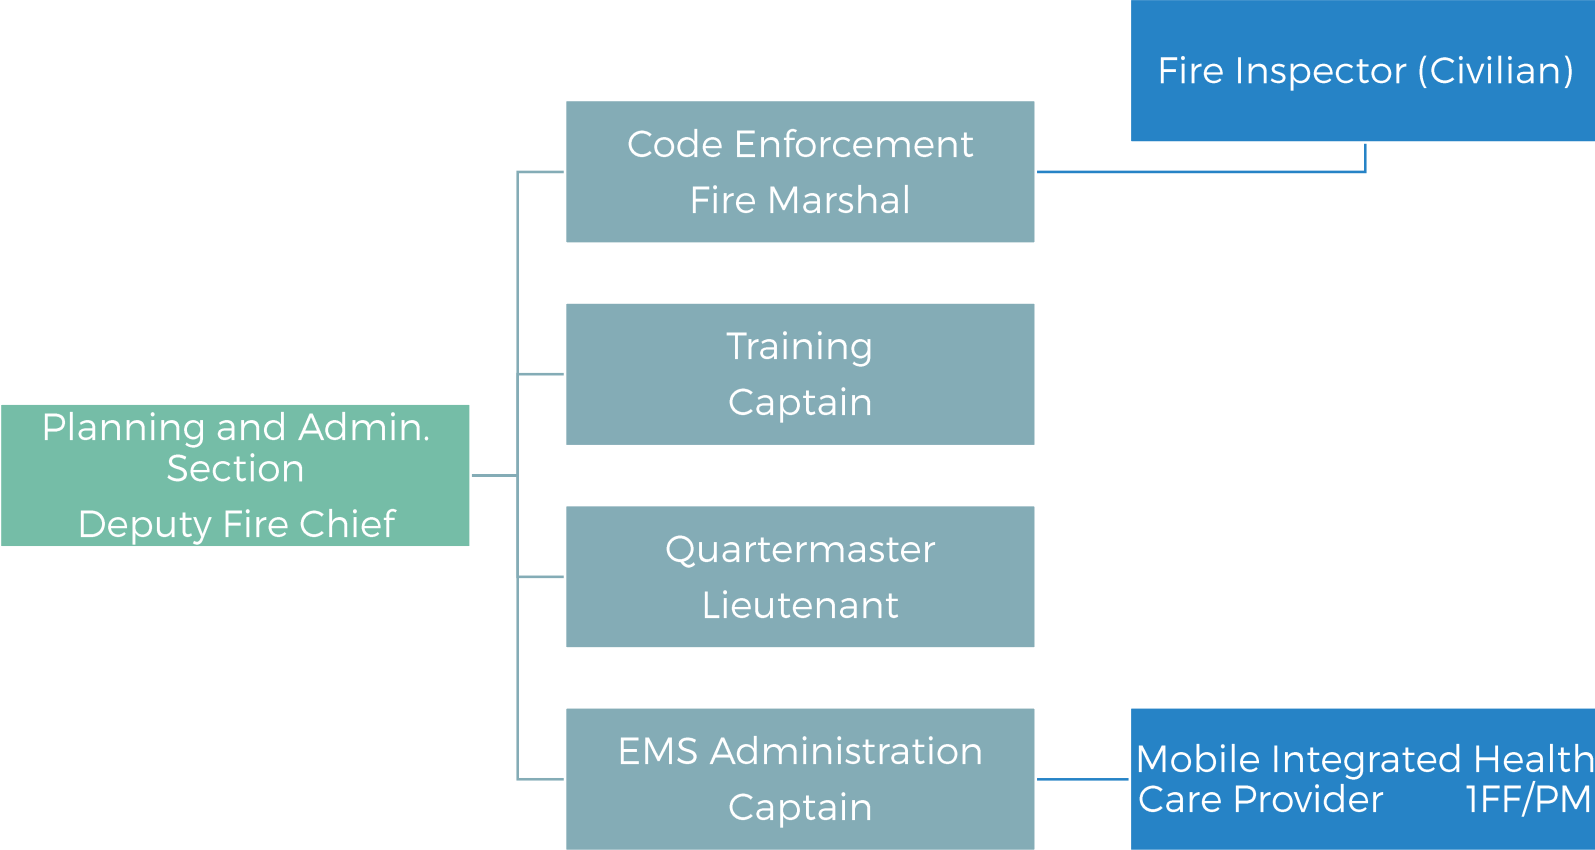 Fire Inspector (Civilian)
Code Enforcement
Fire Marshal
Training
Captain
Planning and Admin.
Section
Deputy Fire Chief
Quartermaster
Lieutenant
EMS Administration
Captain
Mobile Integrated Health
Care Provider 1FF/PM